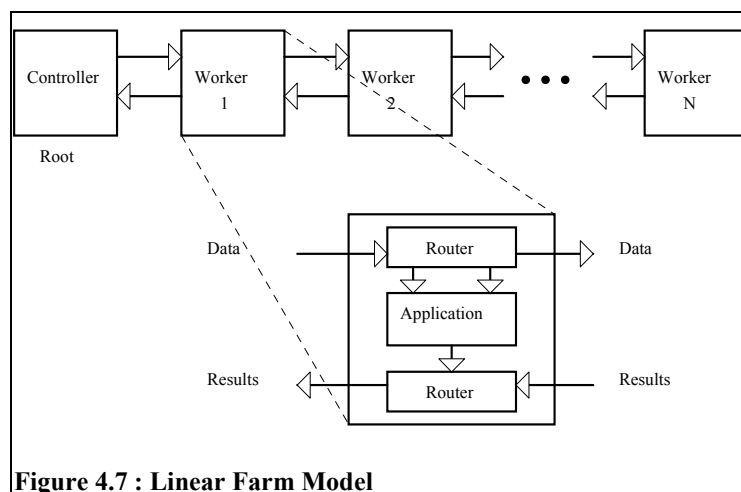 Controller
Worker
1
Worker
2
Worker
N
Root
Data
Router
Data
Application
Results
Router
Results
Figure 4.7 : Linear Farm Model